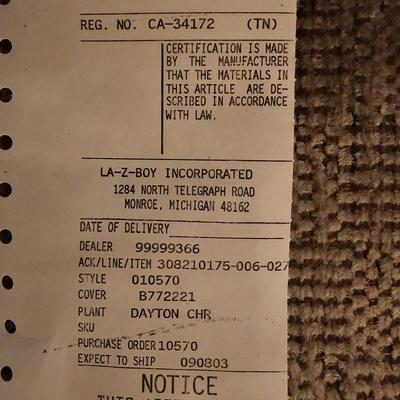 REG. NO. CA-34172 (TN)
CERTIFICATION IS MADE
BY THE MANUFACTURER
THAT THE MATERIALS IN
THIS ARTICLE ARE DE-
SCRIBED IN ACCORDANCE
WITH LAW.
LA-Z-BOY INCORPORATED
1284 NORTH TELEGRAPH ROAD
MONROE, MICHIGAN 48162
DATE OF DELIVERY
DEALER 99999366
ACK/LINE/ITEM 308210175-006-027
STYLE 010570
COVER B772221
PLANT DAYTON CHR
SKU
PURCHASE ORDER 10570
EXPECT TO SHIP 090803
NOTICE
THIS